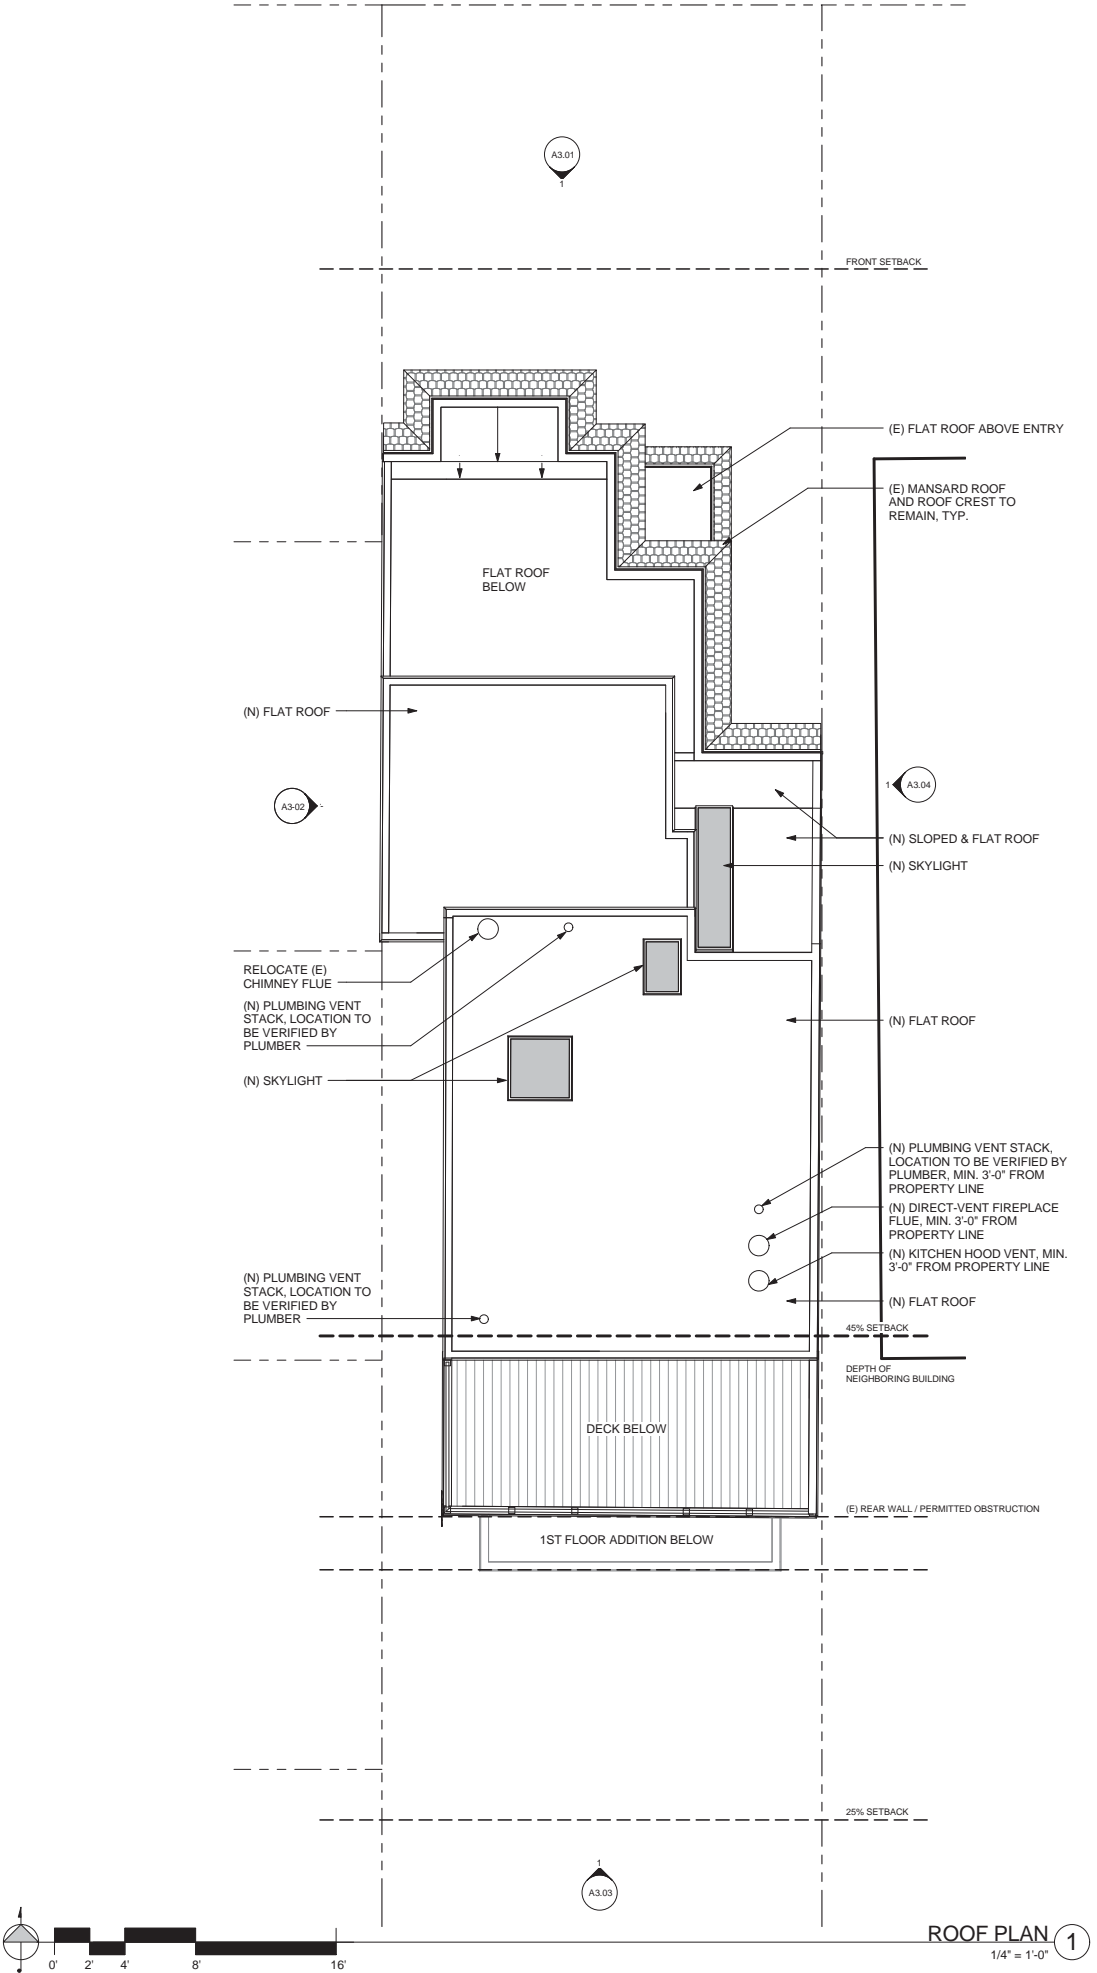 A3.01
1
FRONT SETBACK
(E) FLAT ROOF ABOVE ENTRY
(E) MANSARD ROOF
AND ROOF CREST TO
REMAIN, TYP.
FLAT ROOF
BELOW
(N) FLAT ROOF
A3-02
-
1
A3.04
(N) SLOPED & FLAT ROOF
(N) SKYLIGHT
RELOCATE (E)
CHIMNEY FLUE
(N) PLUMBING VENT
STACK, LOCATION TO
BE VERIFIED BY
PLUMBER
(N) FLAT ROOF
(N) SKYLIGHT
(N) PLUMBING VENT STACK,
LOCATION TO BE VERIFIED BY
PLUMBER, MIN. 3'-0" FROM
PROPERTY LINE
(N) DIRECT-VENT FIREPLACE
FLUE, MIN. 3'-0" FROM
PROPERTY LINE
(N) KITCHEN HOOD VENT, MIN.
3'-0" FROM PROPERTY LINE
(N) PLUMBING VENT
STACK, LOCATION TO
BE VERIFIED BY
PLUMBER
(N) FLAT ROOF
45% SETBACK
DEPTH OF
NEIGHBORING BUILDING
DECK BELOW
(E) REAR WALL / PERMITTED OBSTRUCTION
1ST FLOOR ADDITION BELOW
25% SETBACK
1
A3.03
0' 2' 4' 8' 16'
ROOF PLAN 1
1/4" = 1'-0"